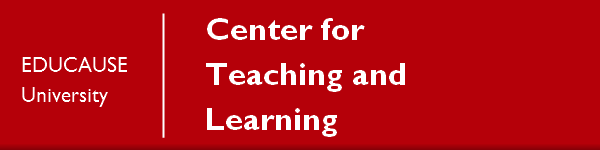 EDUCAUSE
University
Center for
Teaching and
Learning